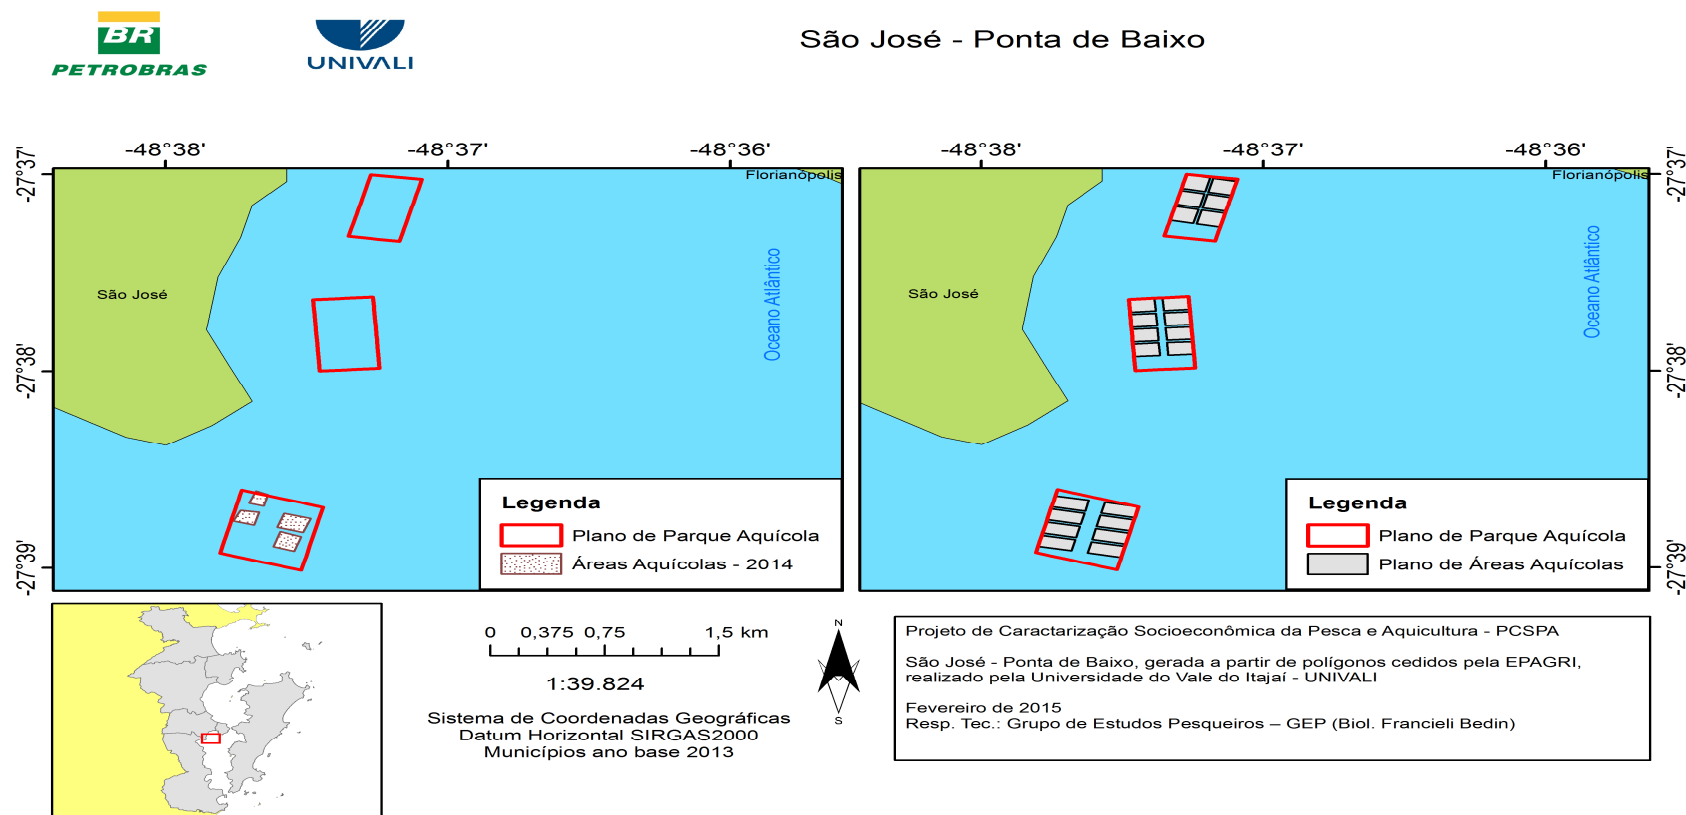 BR
PETROBRAS
UNIVALI
São José - Ponta de Baixo
-48°38'
-48°37'
-48°36'
-48°38'
-48°37'
-48°36'
-27°37'
-27°38'
-27°39'
São José
Florianópolis
Oceano Atlântico
Legenda
Plano de Parque Aquícola
Áreas Aquícolas - 2014
São José
Florianópolis
Oceano Atlântico
Legenda
Plano de Parque Aquícola
Plano de Áreas Aquícolas
-27°37'
-27°38'
-27°39'
0 0,375 0,75 1,5 km
1:39.824
Sistema de Coordenadas Geográficas
Datum Horizontal SIRGAS2000
Municípios ano base 2013
N
S
Projeto de Caractarização Socioeconômica da Pesca e Aquicultura - PCSPA
São José - Ponta de Baixo, gerada a partir de polígonos cedidos pela EPAGRI,
realizado pela Universidade do Vale do Itajaí - UNIVALI
Fevereiro de 2015
Resp. Tec.: Grupo de Estudos Pesqueiros – GEP (Biol. Francieli Bedin)